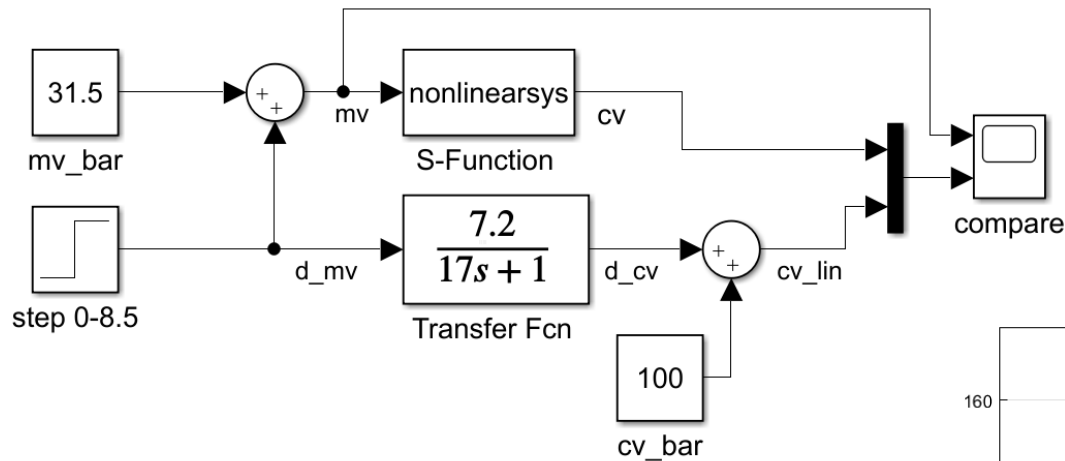 31.5
mv_bar
+
+
mv
nonlinearsys
S-Function
cv
compare
step 0-8.5
d_mv
7.2
17s + 1
Transfer Fcn
d_cv
+
+
cv_lin
100
cv_bar
160